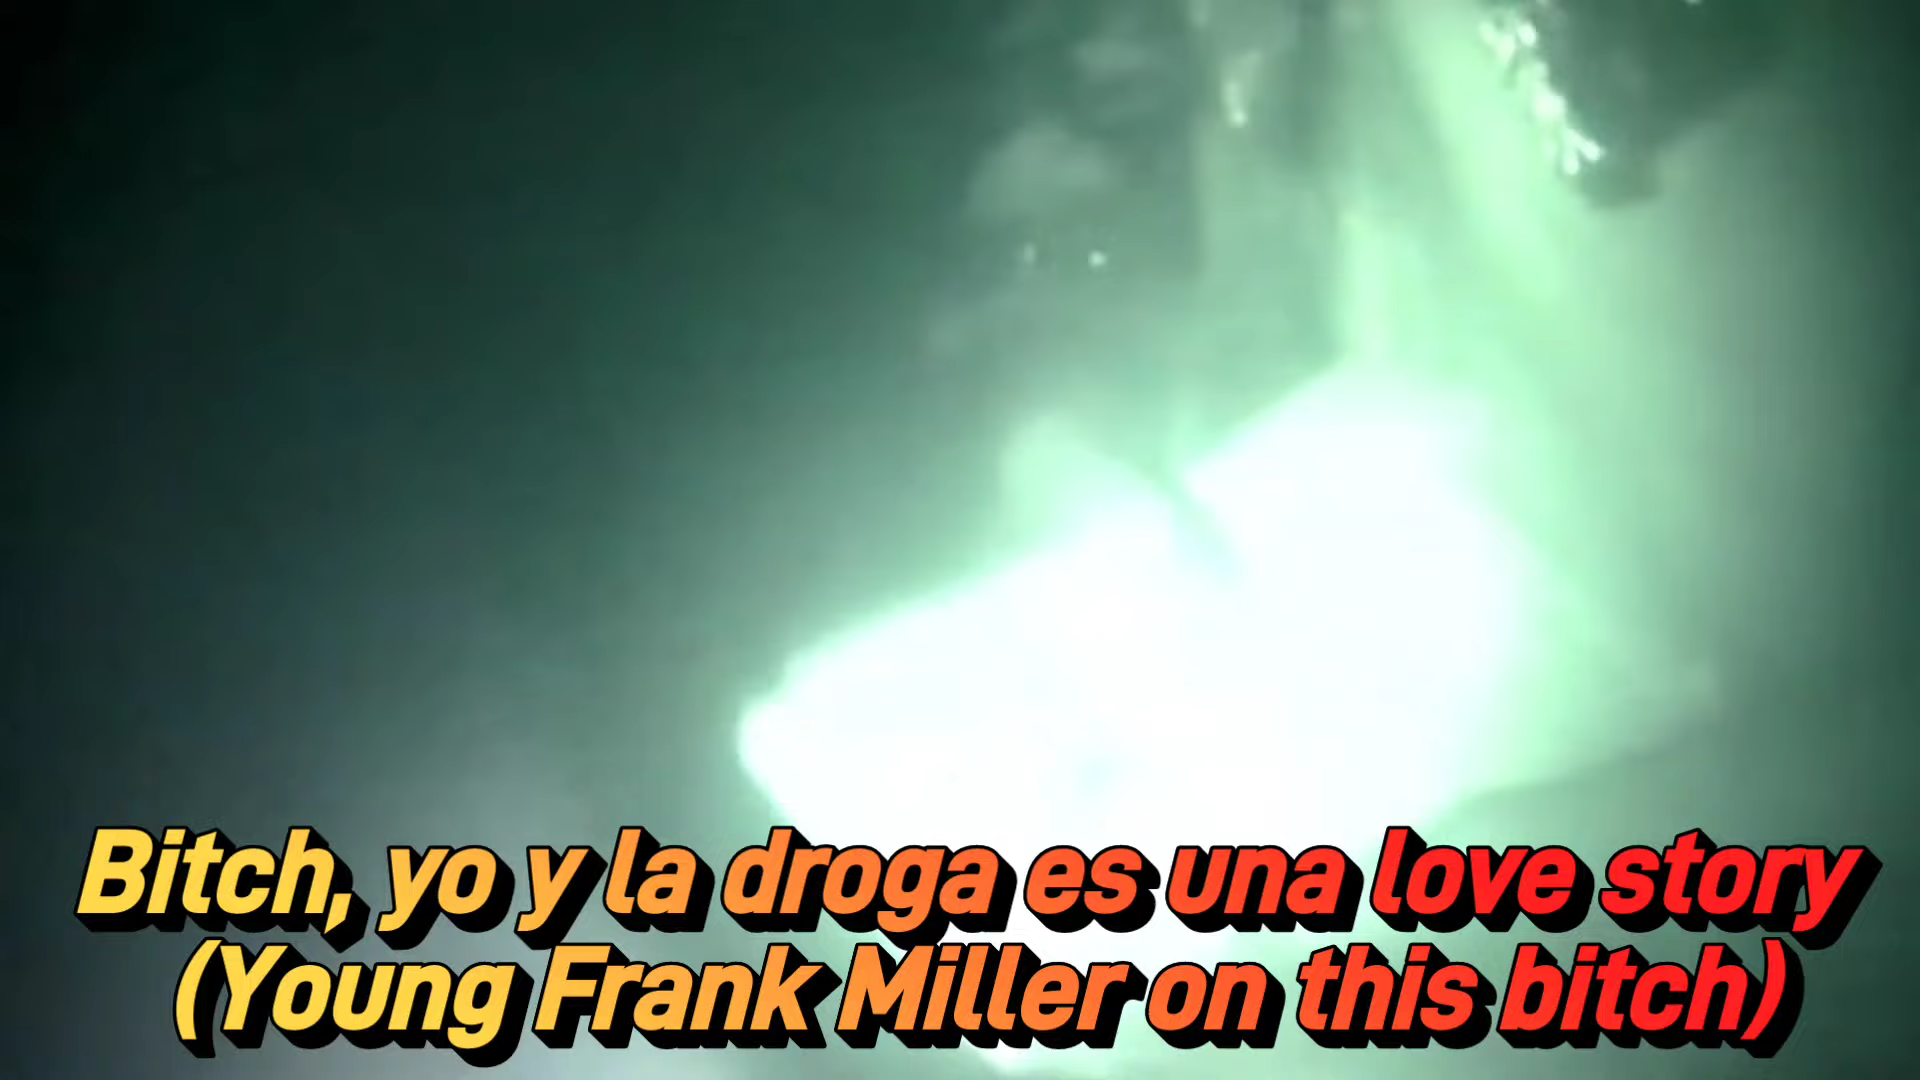 Bitch, yo y la droga es una love story
(Young Frank Miller on this bitch)